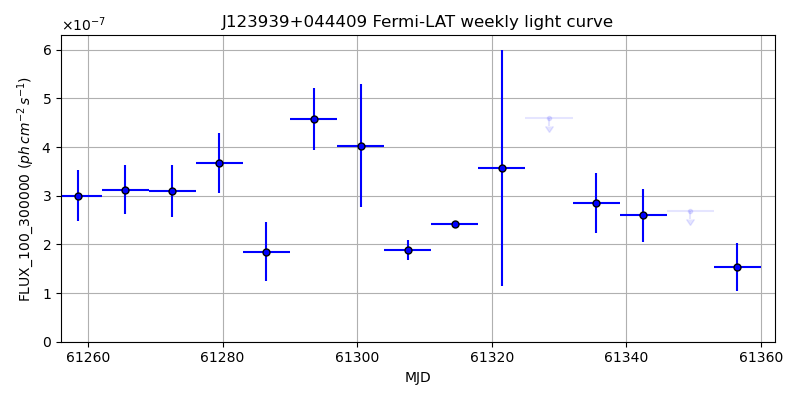 J123939+044409 Fermi-LAT weekly light curve
×10⁻⁷
6
5
4
3
2
1
0
FLUX_100_300000 (ph cm⁻² s⁻¹)
61260 61280 61300 61320 61340 61360
MJD